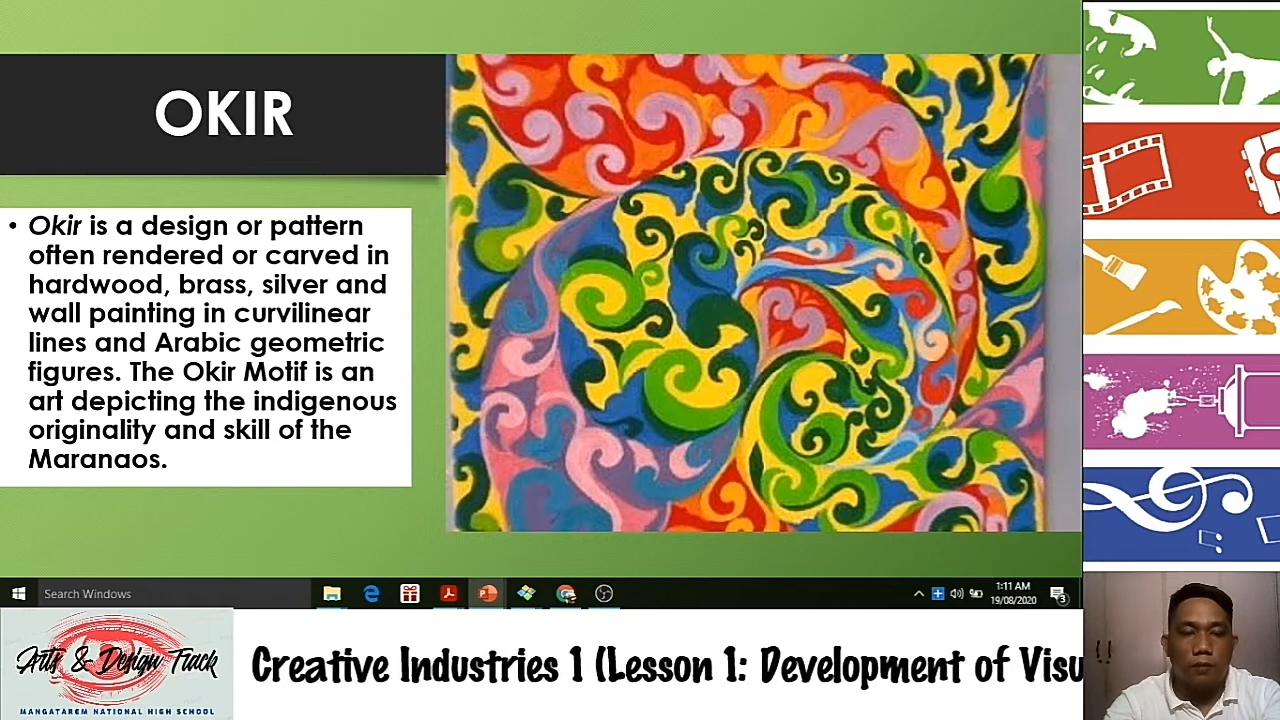 OKIR
• Okir is a design or pattern
often rendered or carved in
hardwood, brass, silver and
wall painting in curvilinear
lines and Arabic geometric
figures. The Okir Motif is an
art depicting the indigenous
originality and skill of the
Maranaos.
Search Windows
1:11 AM
19/08/2020
3
Arts & Design Track
MANGATAREM NATIONAL HIGH SCHOOL
Creative Industries 1 (Lesson 1: Development of Visu